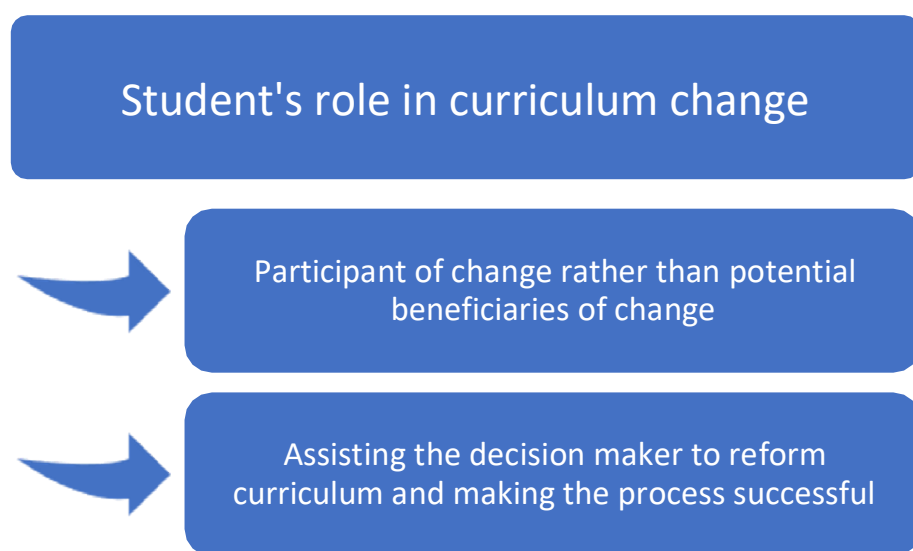 Student's role in curriculum change
Participant of change rather than potential
beneficiaries of change
Assisting the decision maker to reform
curriculum and making the process successful